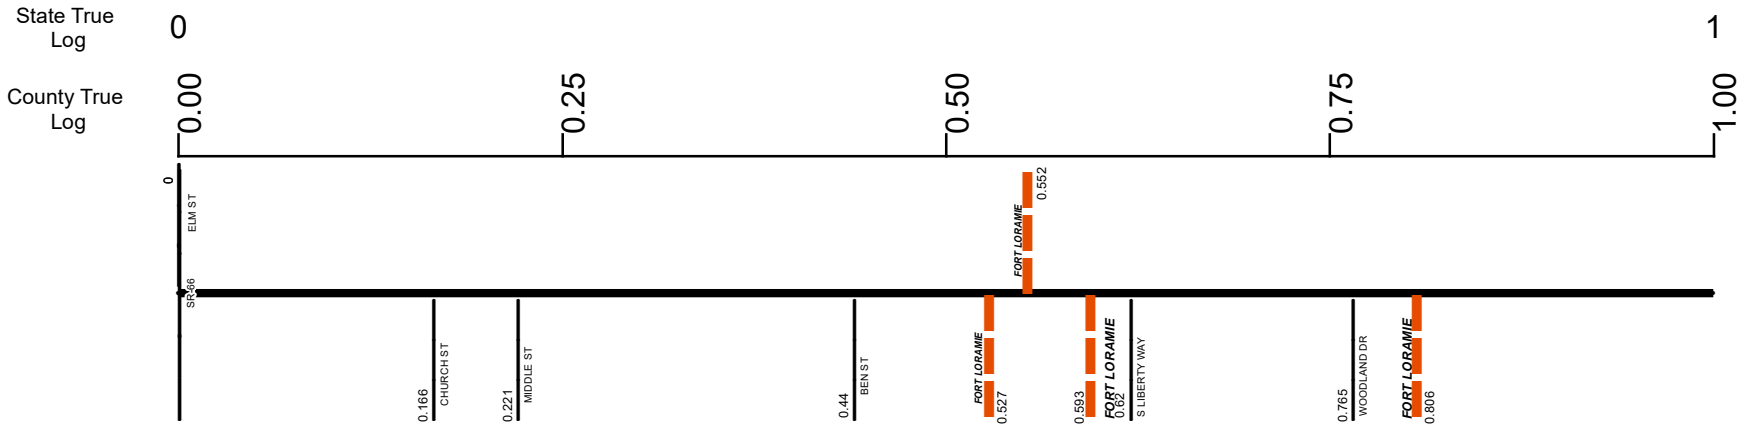 State True
Log
0
1
County True
Log
0.00
0.25
0.50
0.75
1.00
0
ELM ST
SR-66
FORT LORAMIE
0.552
0.166
CHURCH ST
0.221
MIDDLE ST
0.44
BEN ST
FORT LORAMIE
0.527
0.593
FORT LORAMIE
0.62
S LIBERTY WAY
0.765
WOODLAND DR
FORT LORAMIE
0.806